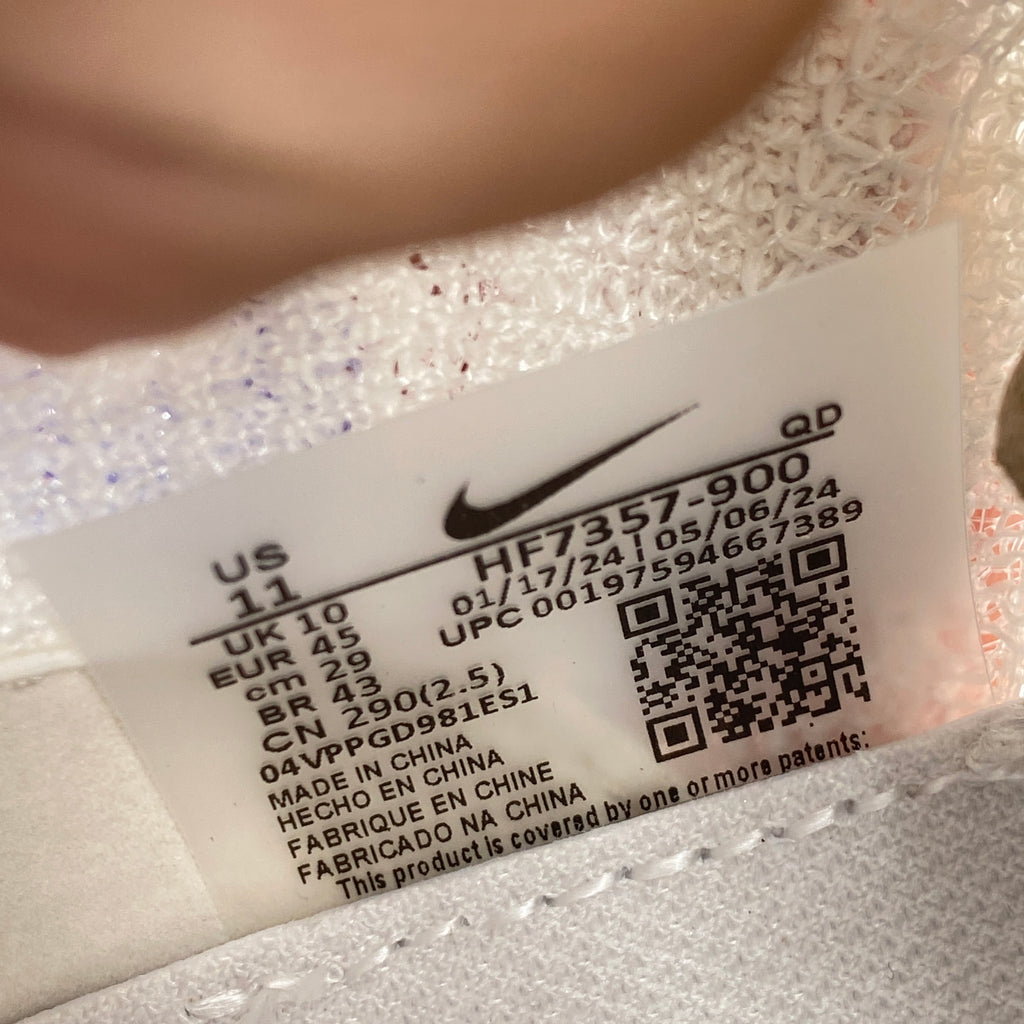 QD
US
11
HF7357-900
UK 10
01/17/24 | 05/06/24
EUR 45
UPC 00197594667389
cm 29
BR 43
CN 290(2.5)
04VPPGD981ES1
MADE IN CHINA
HECHO EN CHINA
FABRIQUE EN CHINE
FABRICADO NA CHINA
This product is covered by one or more patents: